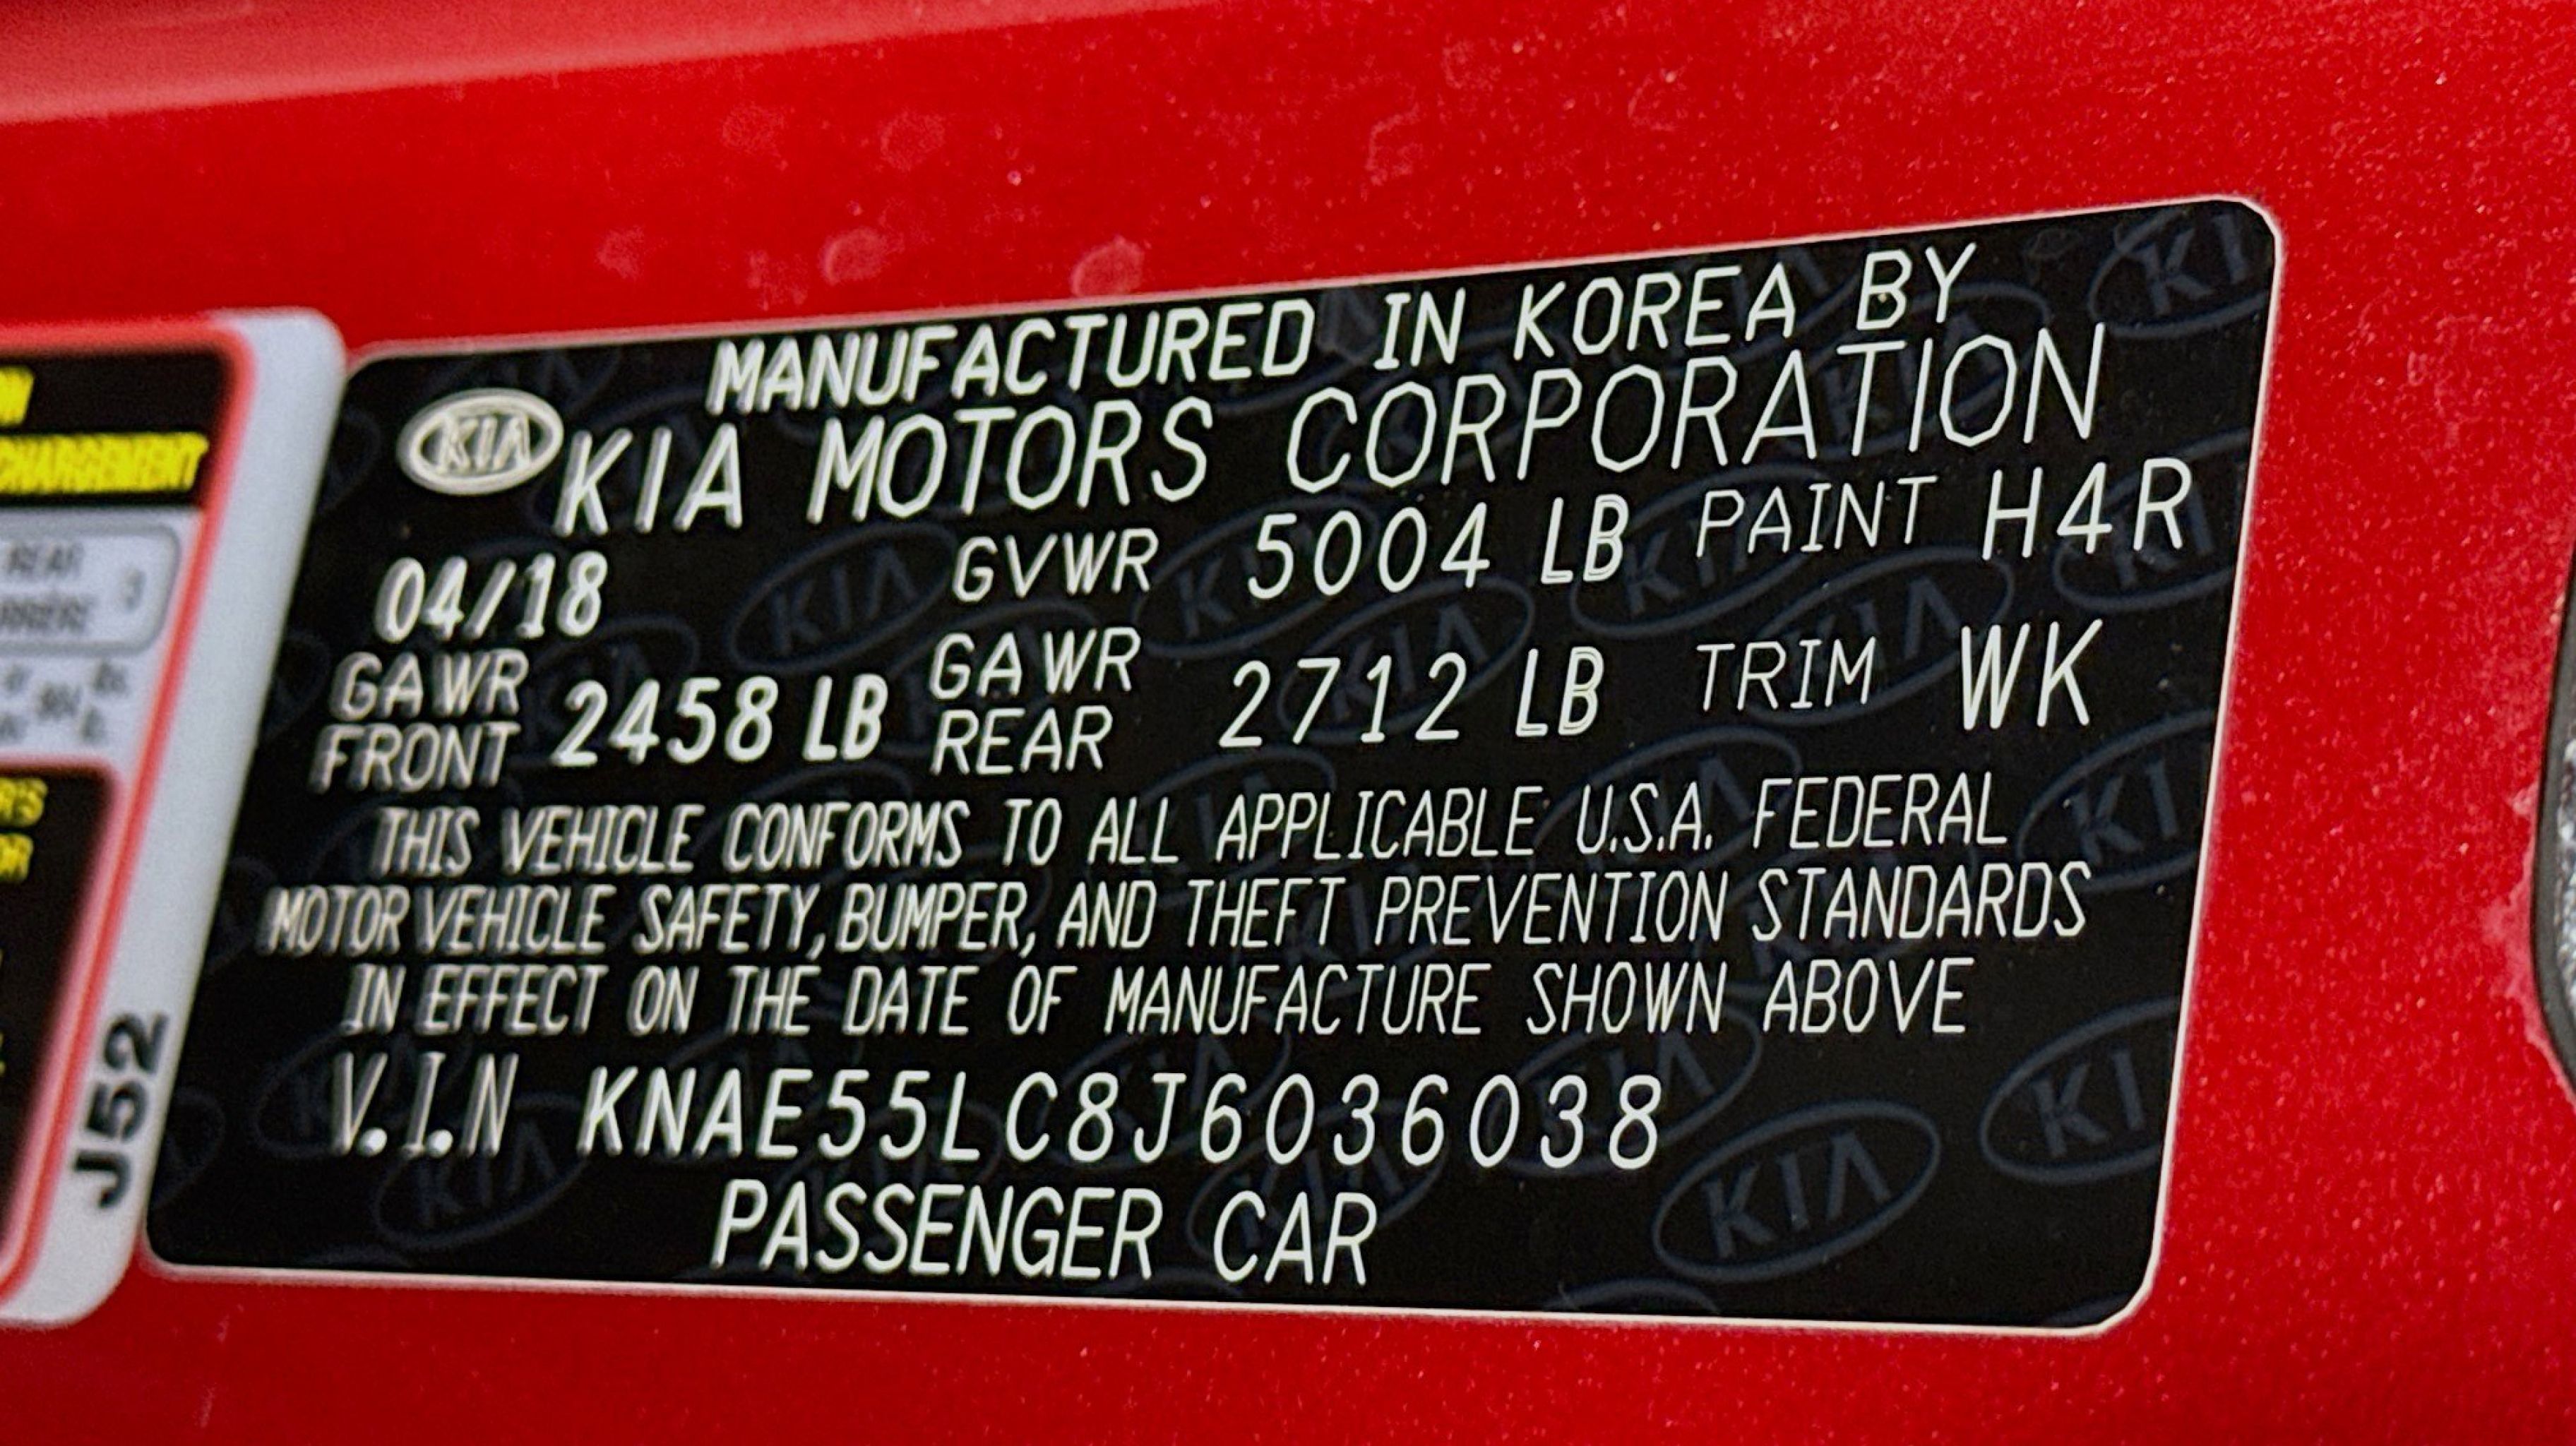 MANUFACTURED IN KOREA BY
KIA KIA MOTORS CORPORATION
04/18 GVWR 5004 LB PAINT H4R
GAWR FRONT 2458 LB GAWR REAR 2712 LB TRIM WK
THIS VEHICLE CONFORMS TO ALL APPLICABLE U.S.A. FEDERAL
MOTOR VEHICLE SAFETY, BUMPER, AND THEFT PREVENTION STANDARDS
IN EFFECT ON THE DATE OF MANUFACTURE SHOWN ABOVE
V.I.N KNAE55LC8J6036038
PASSENGER CAR
CHARGEMENT
REAR
J52